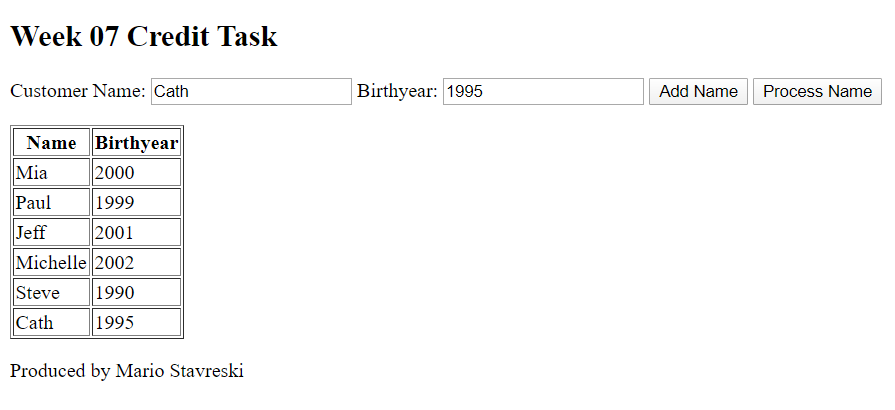 Week 07 Credit Task
Customer Name: Cath Birthyear: 1995 Add Name Process Name
Name Birthyear
Mia 2000
Paul 1999
Jeff 2001
Michelle 2002
Steve 1990
Cath 1995
Produced by Mario Stavreski